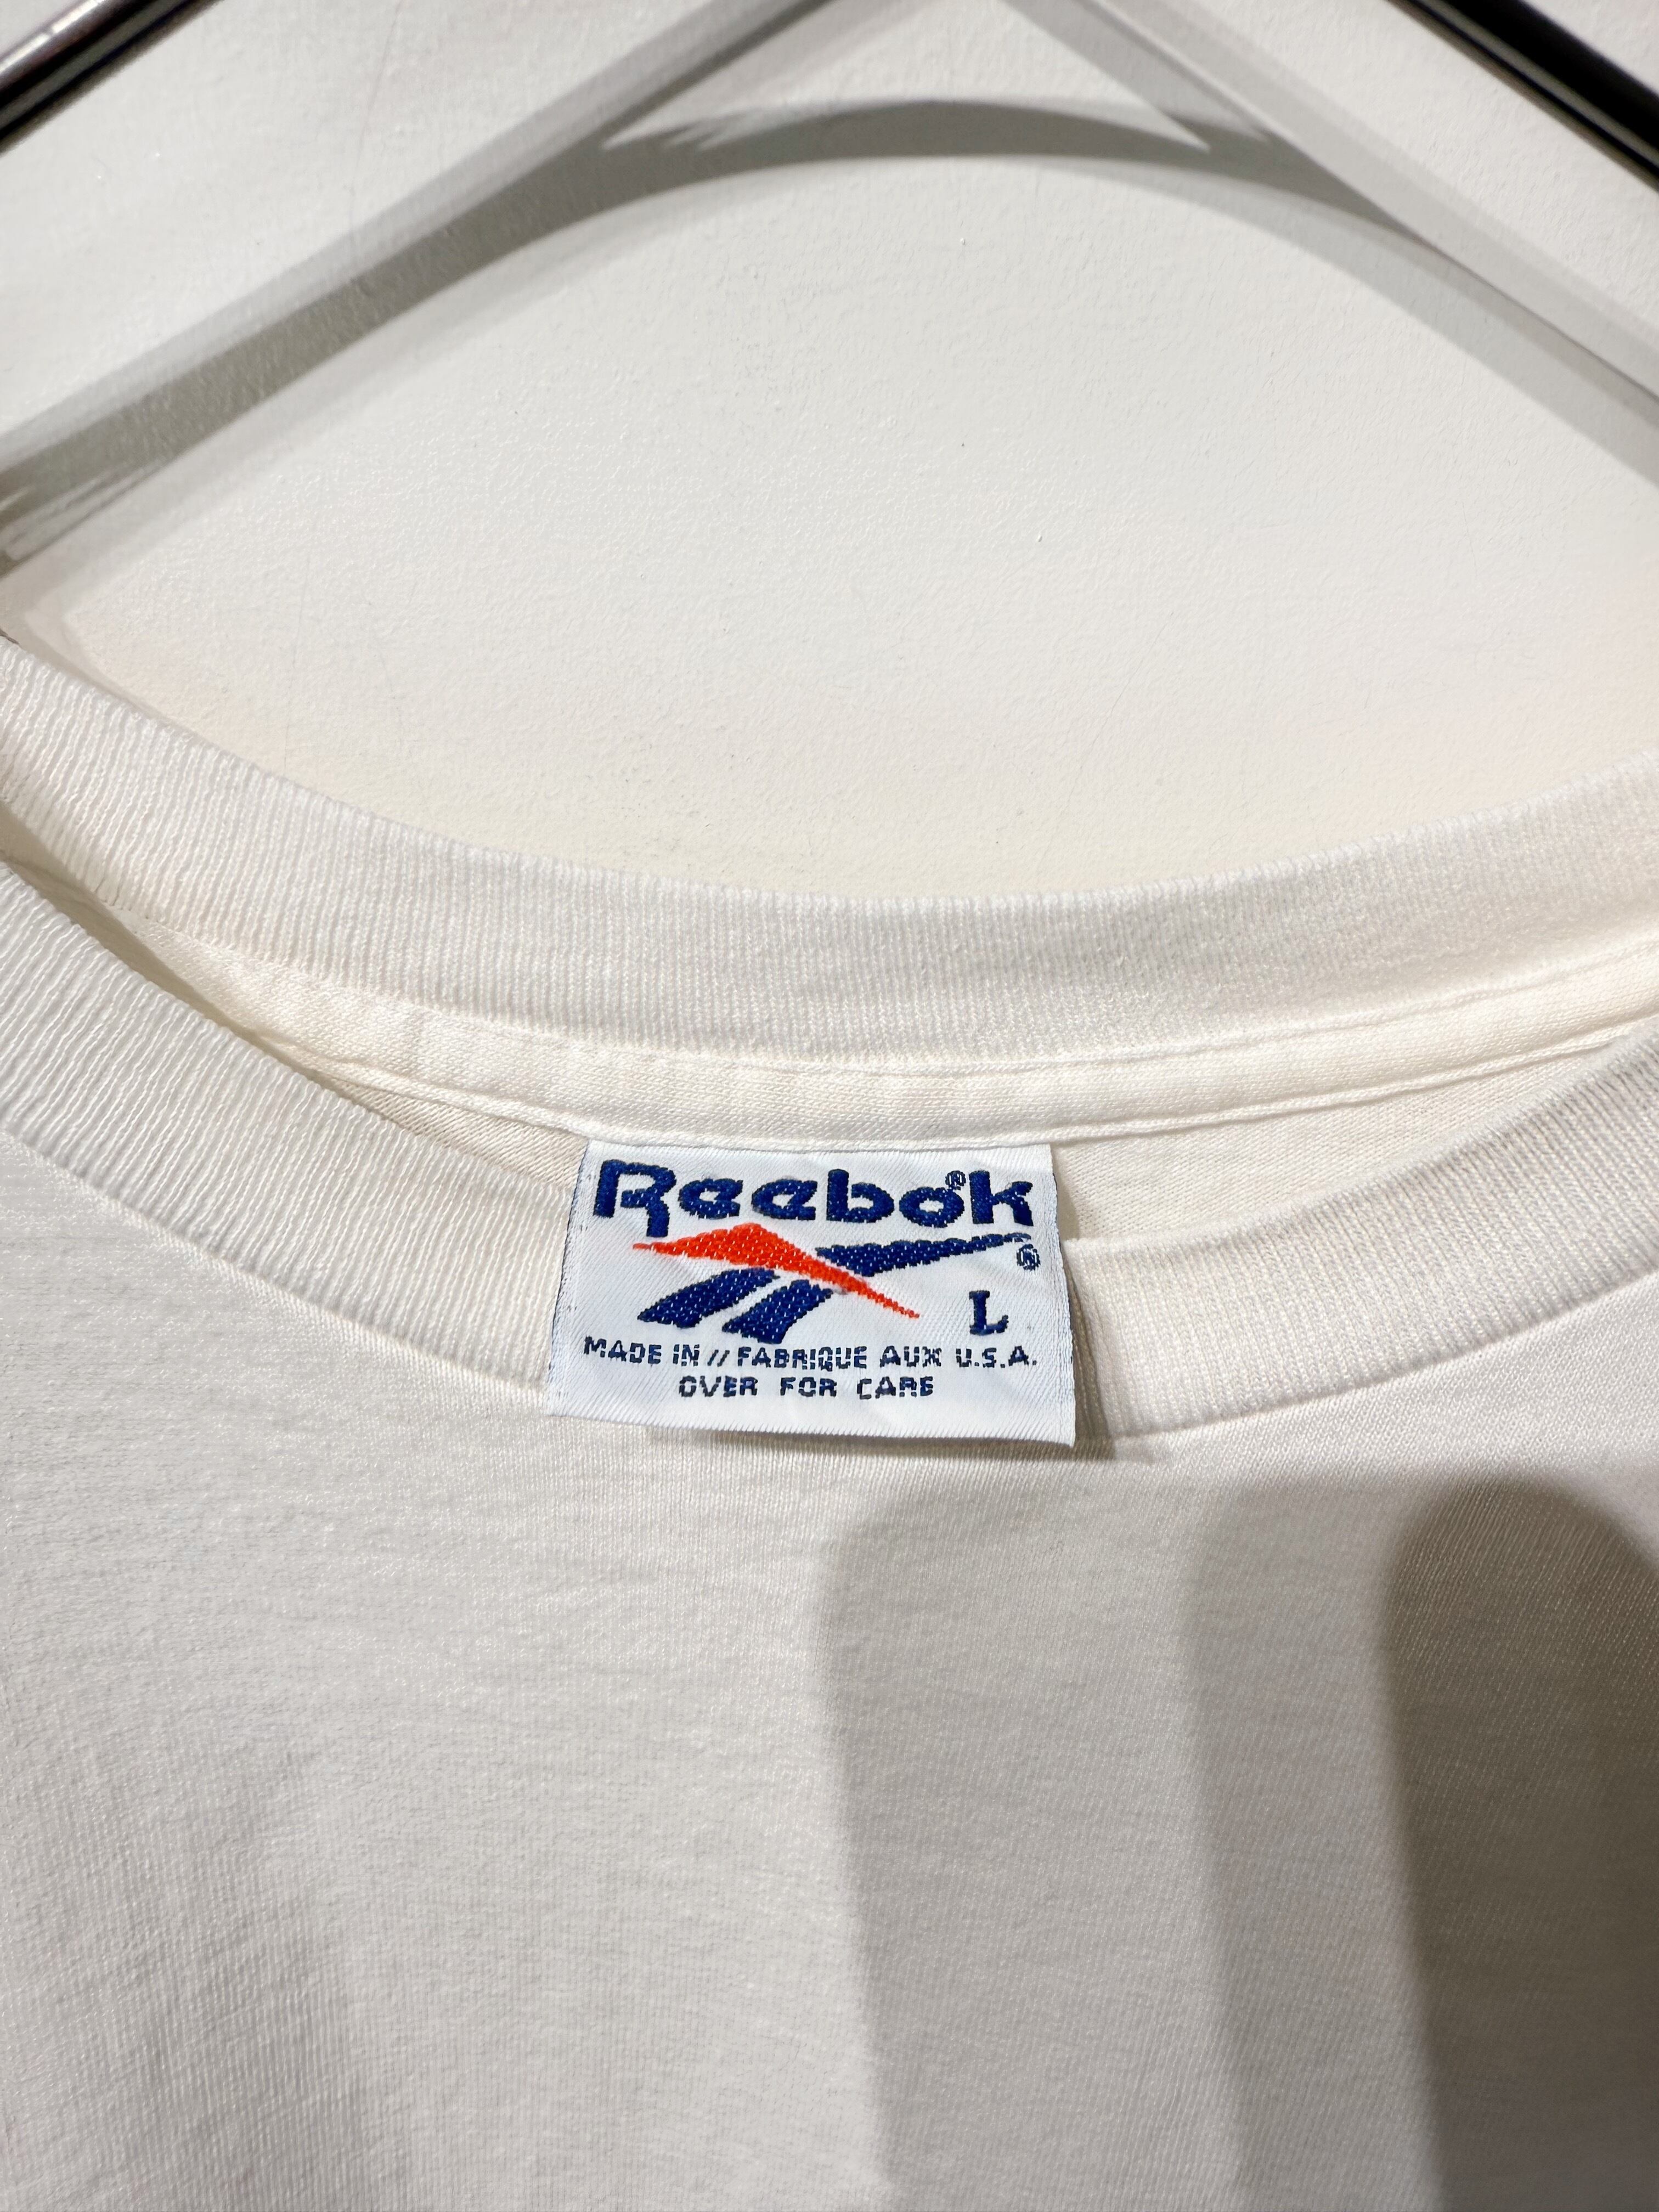 Reebok®
®
L
MADE IN // FABRIQUE AUX U.S.A.
OVER FOR CARE